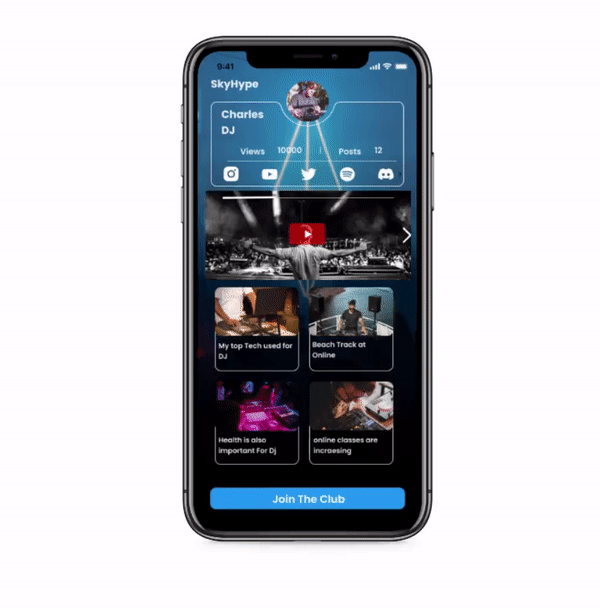 9:41
SkyHype
Charles
DJ
Views 10000 | Posts 12
My top Tech used for
DJ
Beach Track at
Online
Health is also
important For Dj
online classes are
incraesing
Join The Club